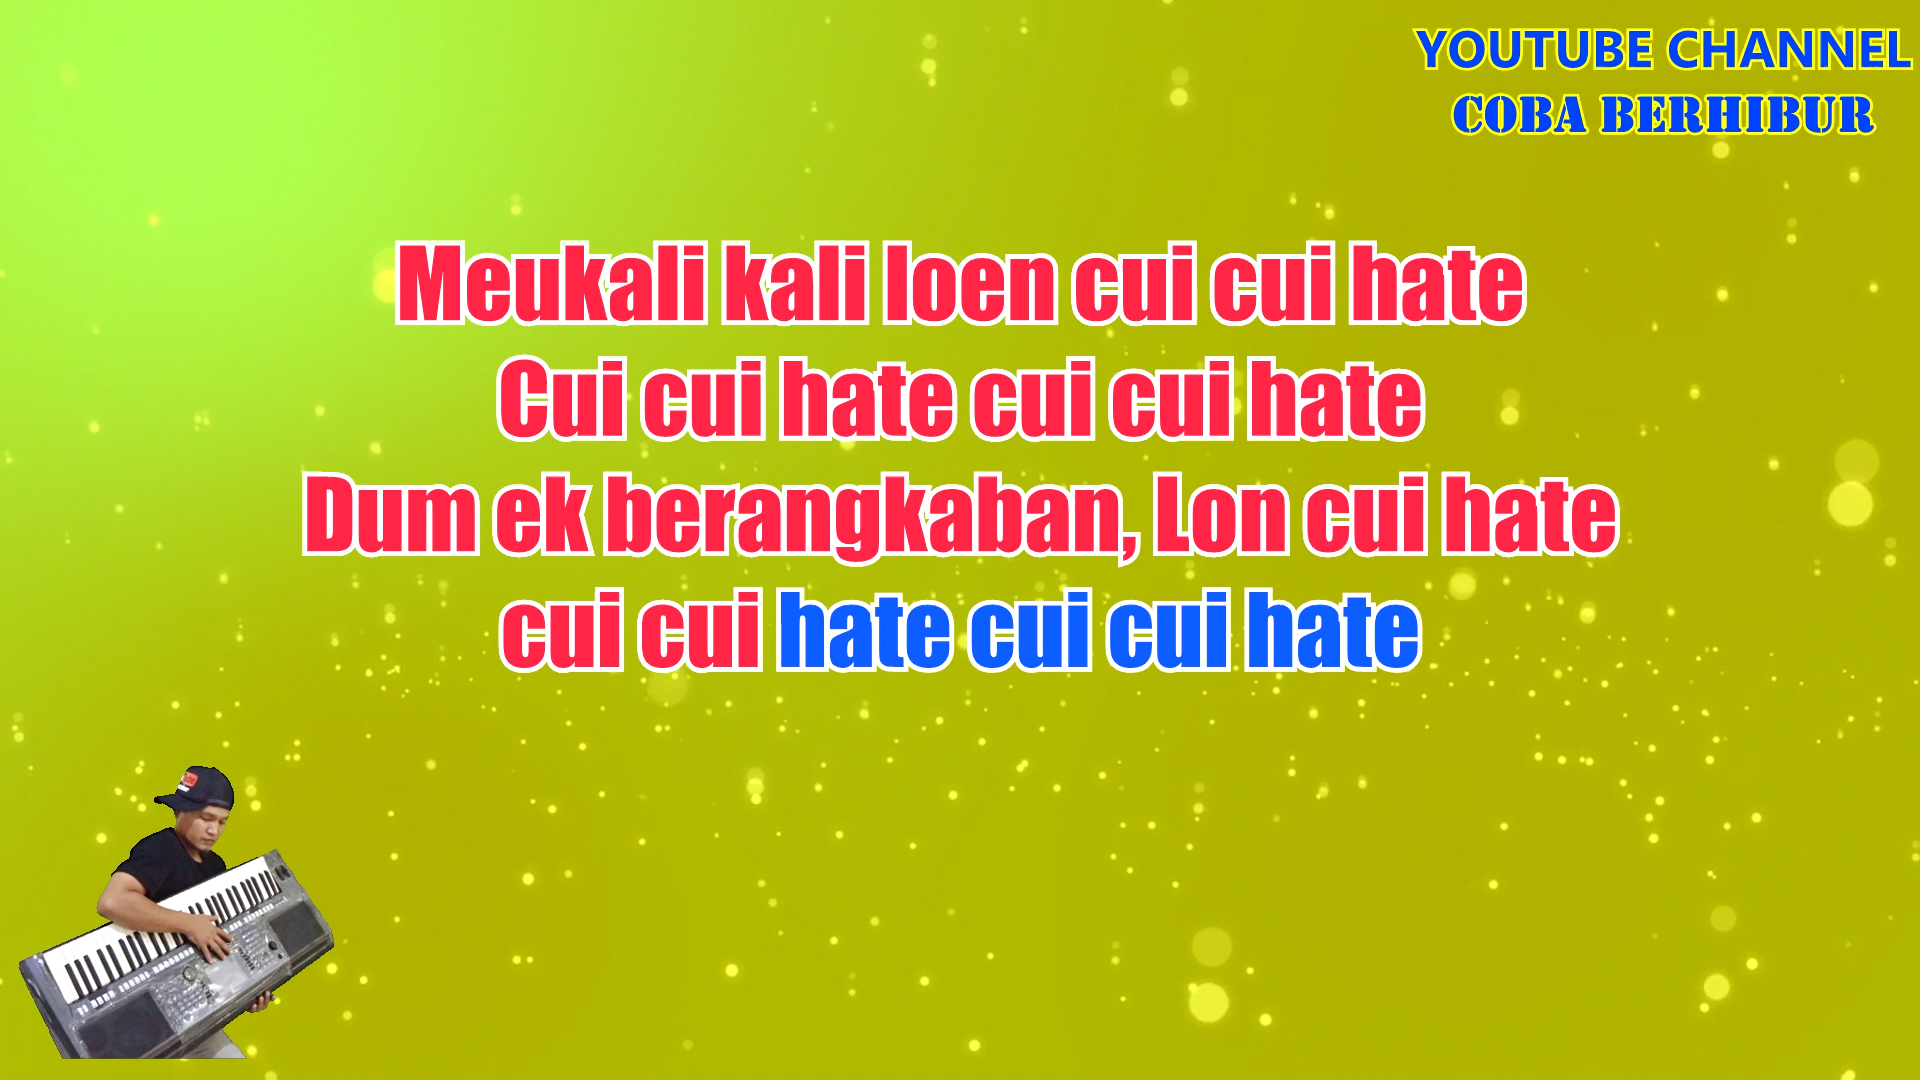 YOUTUBE CHANNEL
COBA BERHIBUR
Meukali kali loen cui cui hate
Cui cui hate cui cui hate
Dum ek berangkaban, Lon cui hate
cui cui hate cui cui hate